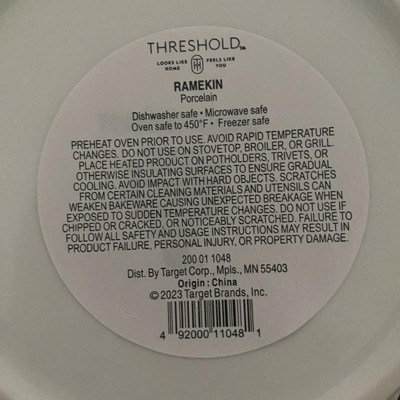 THRESHOLD™
LOOKS LIKE HOME TH FEELS LIKE YOU
RAMEKIN
Porcelain
Dishwasher safe • Microwave safe
Oven safe to 450°F • Freezer safe
PREHEAT OVEN PRIOR TO USE. AVOID RAPID TEMPERATURE
CHANGES. DO NOT USE ON STOVETOP, BROILER, OR GRILL.
PLACE HEATED PRODUCT ON POTHOLDERS, TRIVETS, OR
OTHERWISE INSULATING SURFACES TO ENSURE GRADUAL
COOLING. AVOID IMPACT WITH HARD OBJECTS. SCRATCHES
FROM CERTAIN CLEANING MATERIALS AND UTENSILS CAN
WEAKEN BAKEWARE CAUSING UNEXPECTED BREAKAGE WHEN
EXPOSED TO SUDDEN TEMPERATURE CHANGES. DO NOT USE IF
CHIPPED OR CRACKED, OR NOTICEABLY SCRATCHED. FAILURE TO
FOLLOW ALL SAFETY AND USAGE INSTRUCTIONS MAY RESULT IN
PRODUCT FAILURE, PERSONAL INJURY, OR PROPERTY DAMAGE.
200 01 1048
Dist. By Target Corp., Mpls., MN 55403
Origin : China
© 2023 Target Brands, Inc.
4 92000 11048 1